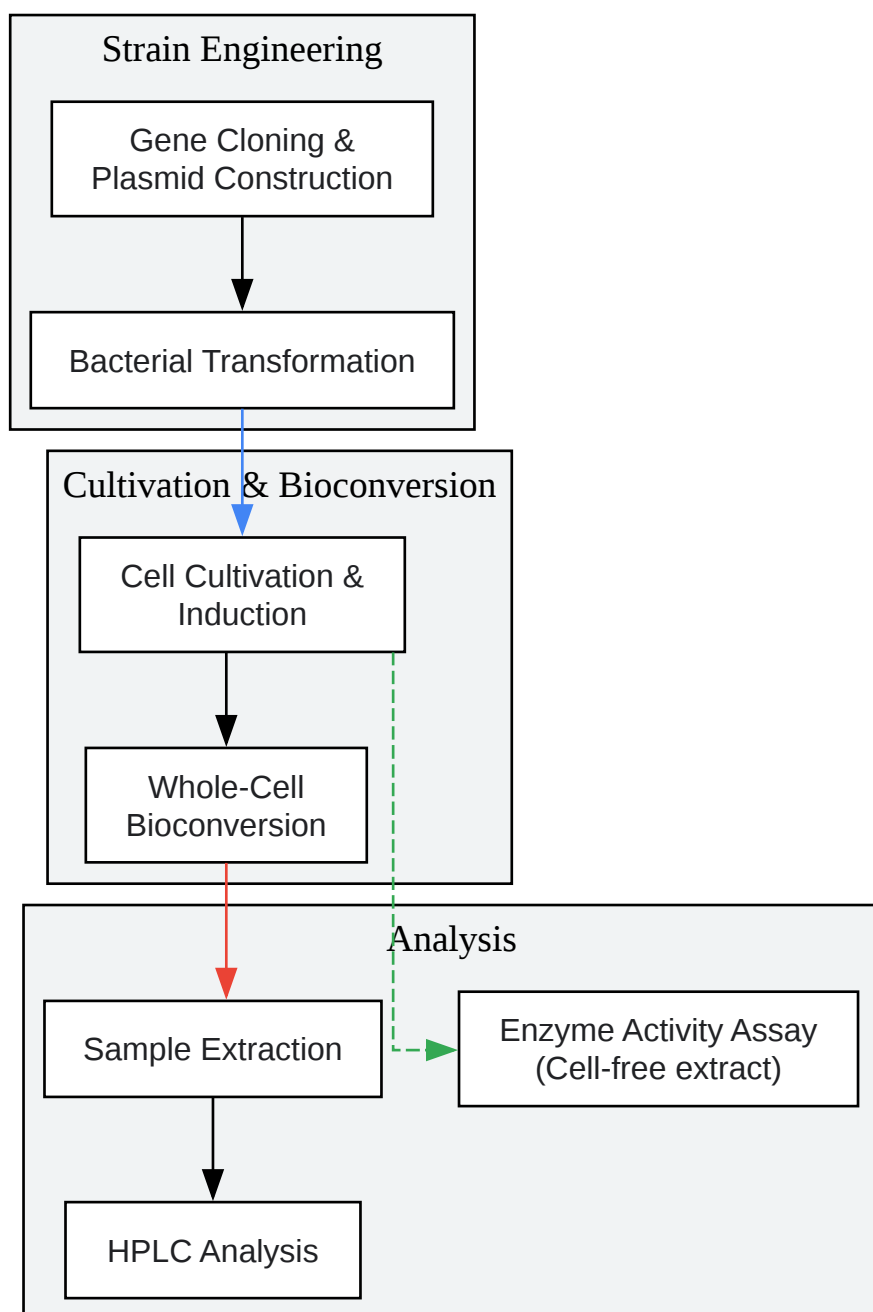 Strain Engineering
Gene Cloning &
Plasmid Construction
Bacterial Transformation
Cultivation & Bioconversion
Cell Cultivation &
Induction
Whole-Cell
Bioconversion
Analysis
Sample Extraction
Enzyme Activity Assay
(Cell-free extract)
HPLC Analysis